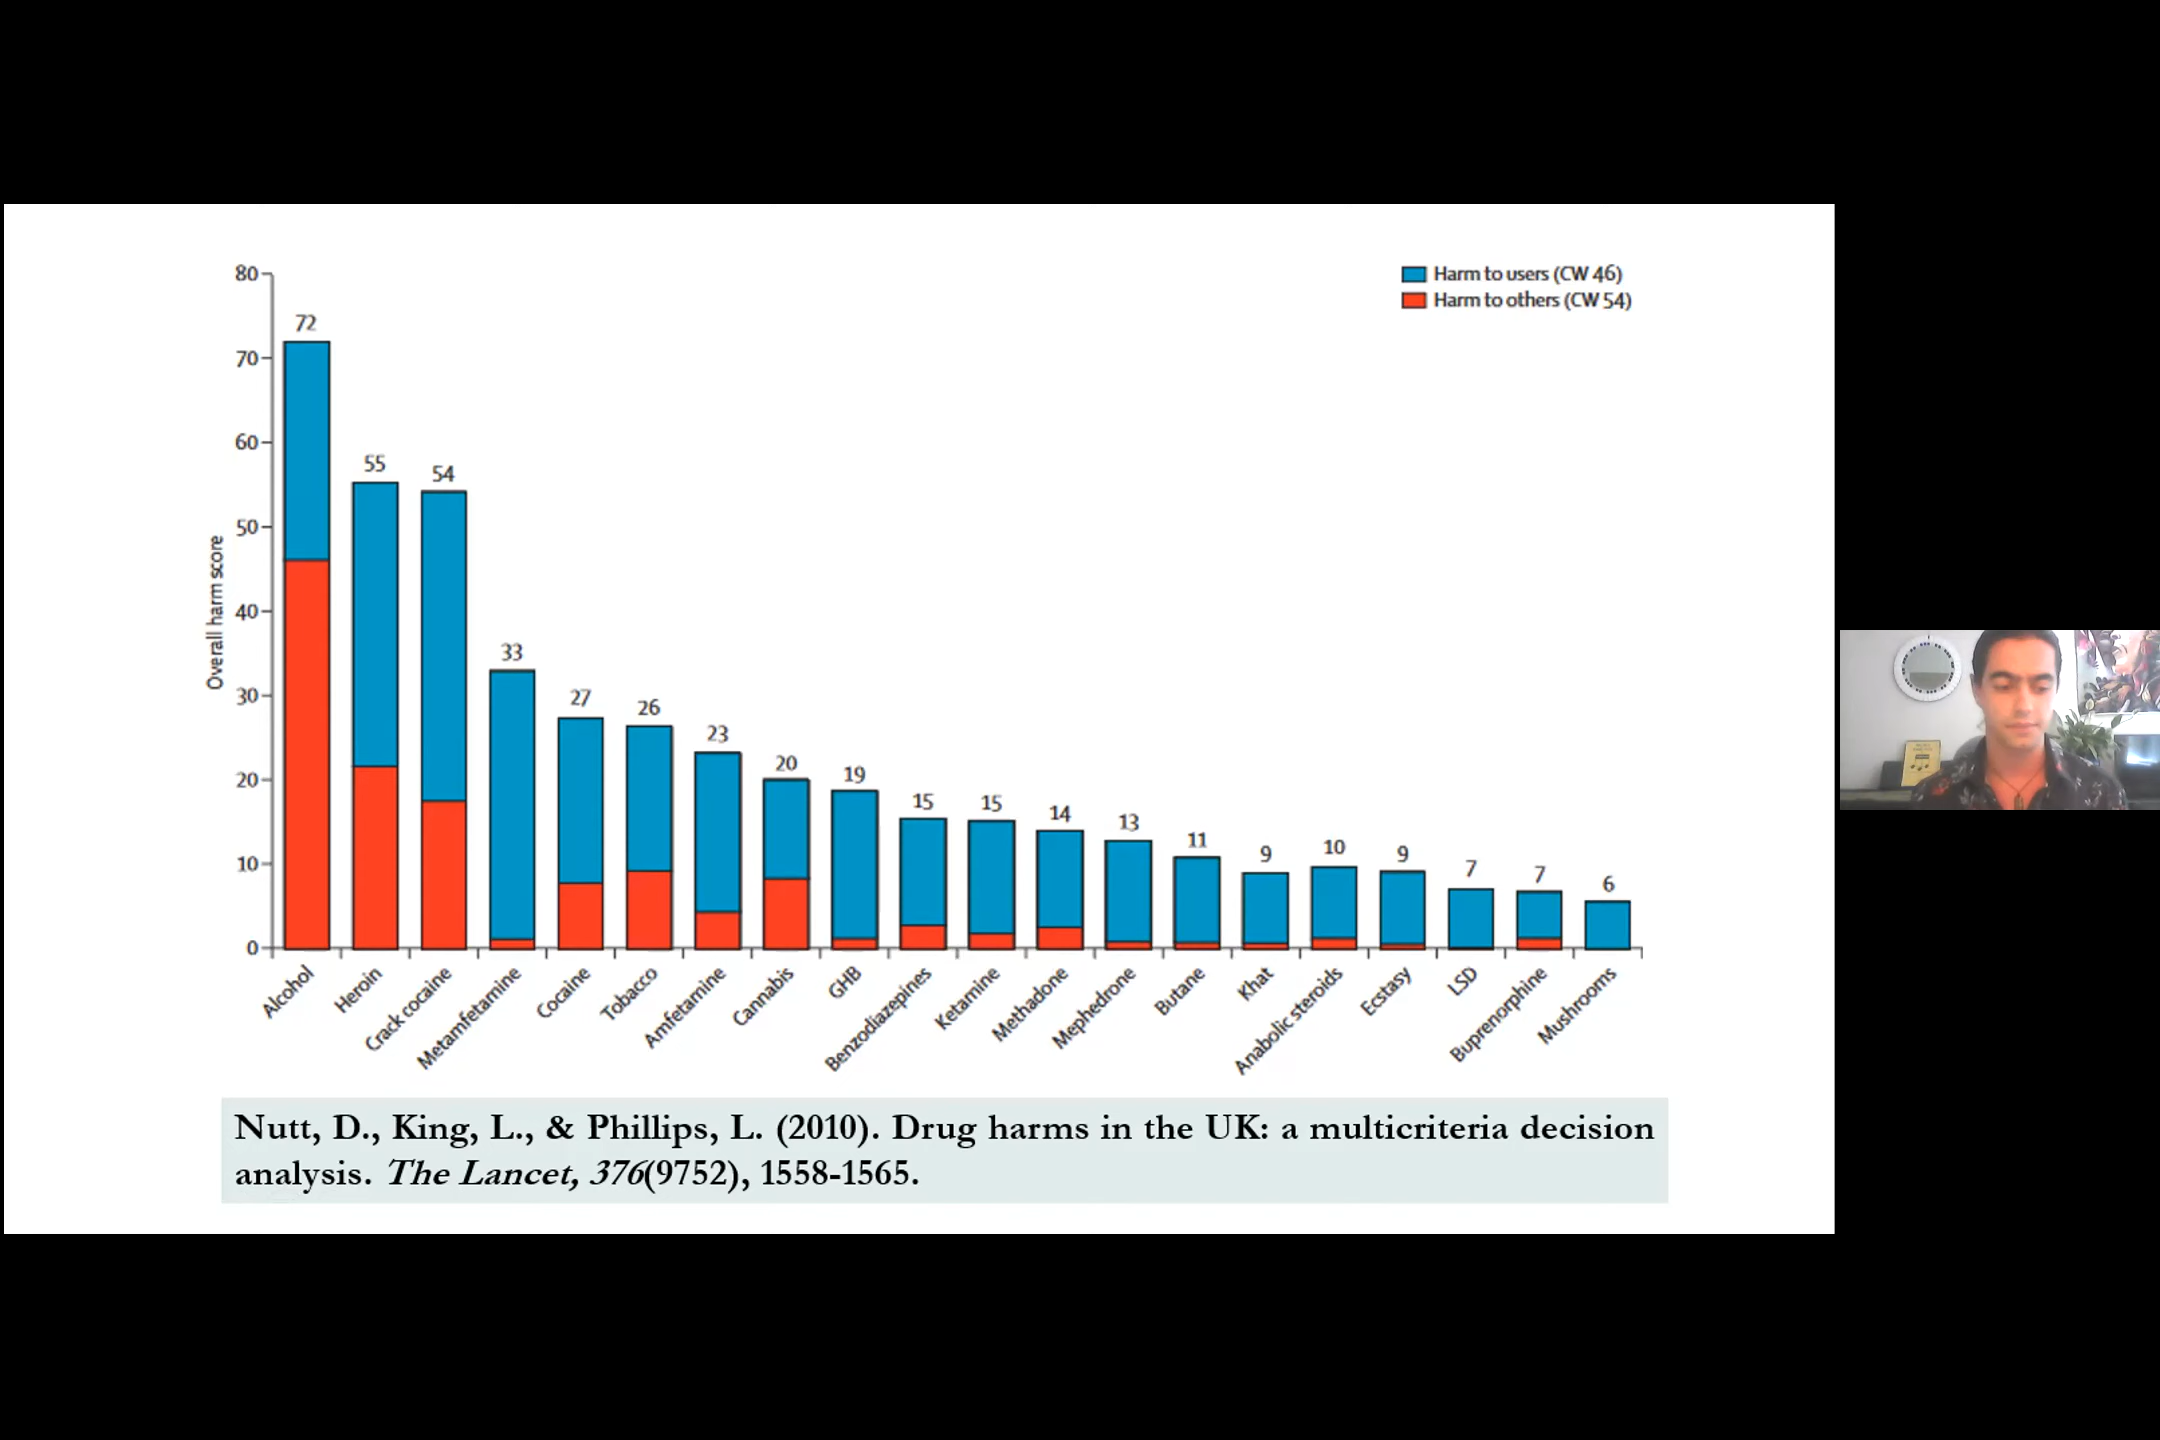 80
70
60
50
40
30
20
10
0
Overall harm score
Harm to users (CW 46)
Harm to others (CW 54)
72
55
54
33
27
26
23
20
19
15
15
14
13
11
9
10
9
7
7
6
Alcohol
Heroin
Crack cocaine
Metamfetamine
Cocaine
Tobacco
Amfetamine
Cannabis
GHB
Benzodiazepines
Ketamine
Methadone
Mephedrone
Butane
Khat
Anabolic steroids
Ecstasy
LSD
Buprenorphine
Mushrooms
Nutt, D., King, L., & Phillips, L. (2010). Drug harms in the UK: a multicriteria decision
analysis. The Lancet, 376(9752), 1558-1565.